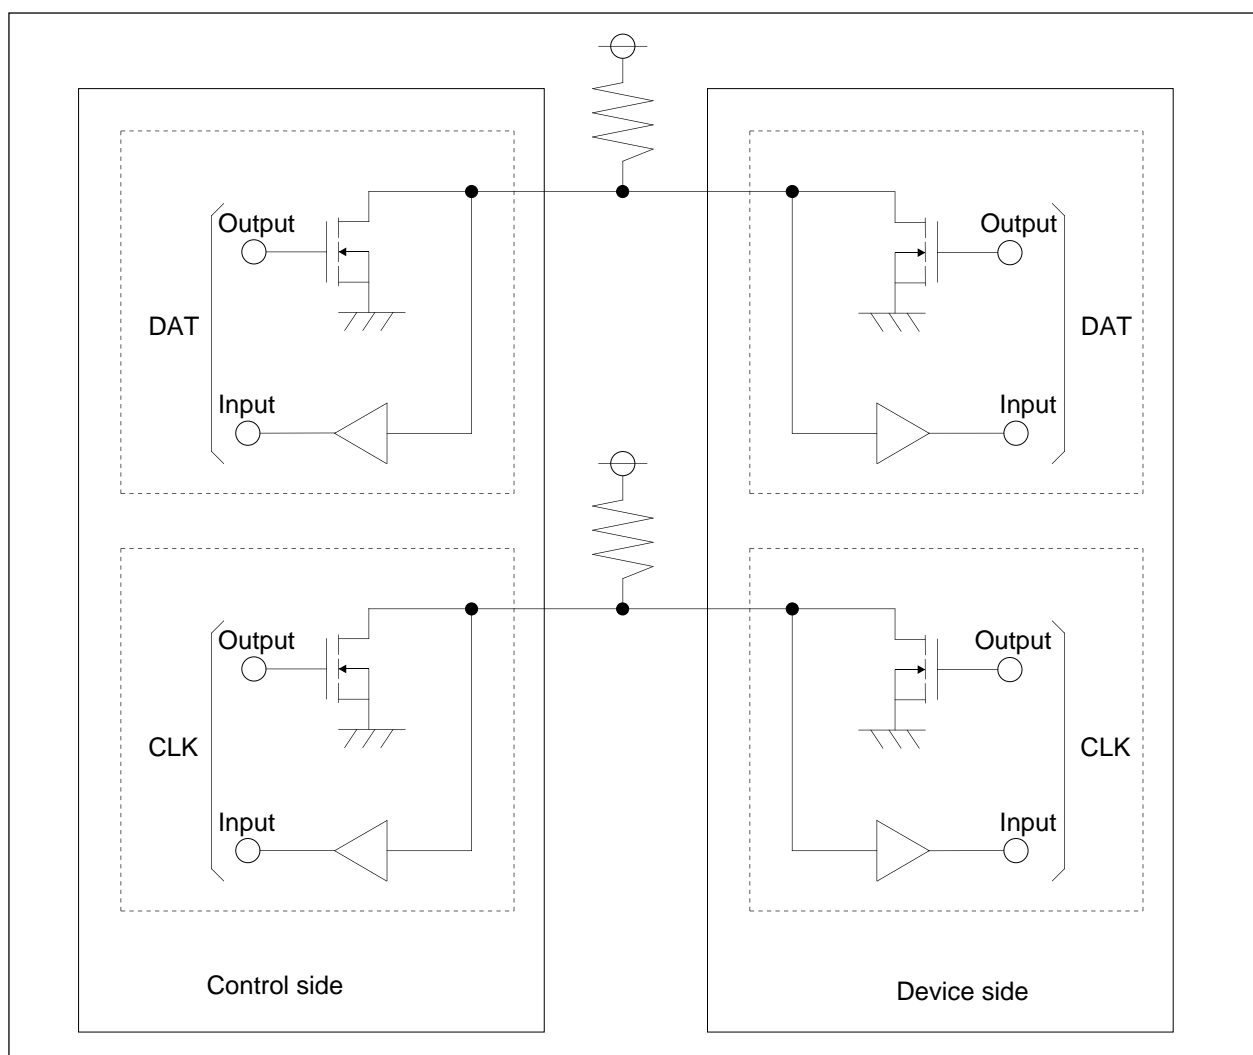 Output
DAT
Input
Output
DAT
Input
Output
CLK
Input
Output
CLK
Input
Control side
Device side